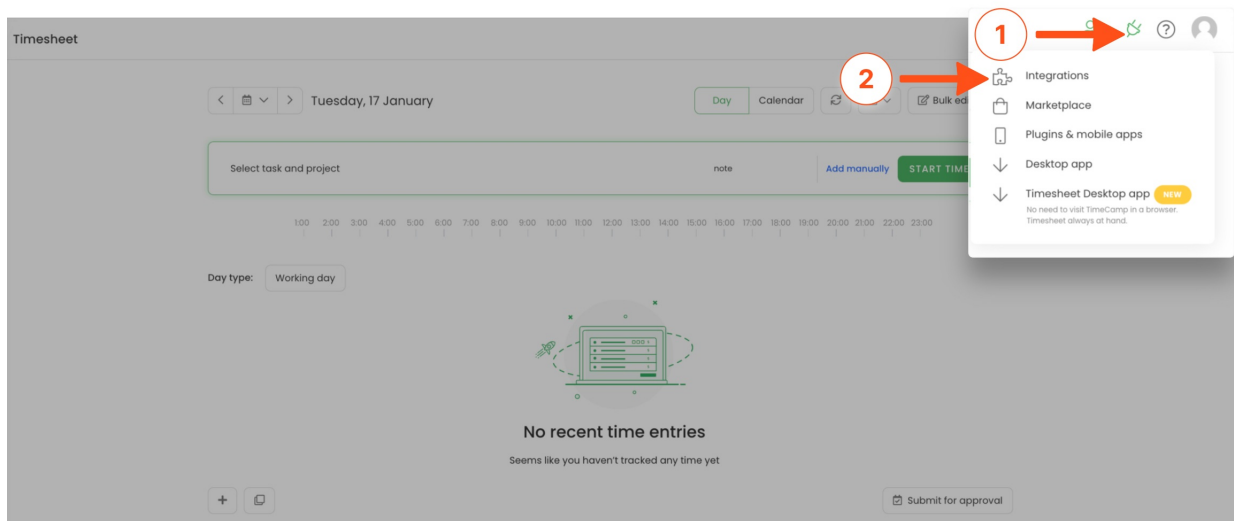 1
Timesheet
2
Integrations
Tuesday, 17 January
Day
Calendar
Bulk edi
Marketplace
Plugins & mobile apps
Desktop app
Select task and project
note
Add manually
START TIME
Timesheet Desktop app NEW
No need to visit TimeCamp in a browser.
Timesheet always at hand.
1:00 2:00 3:00 4:00 5:00 6:00 7:00 8:00 9:00 10:00 11:00 12:00 13:00 14:00 15:00 16:00 17:00 18:00 19:00 20:00 21:00 22:00 23:00
Day type: Working day
No recent time entries
Seems like you haven't tracked any time yet
Submit for approval